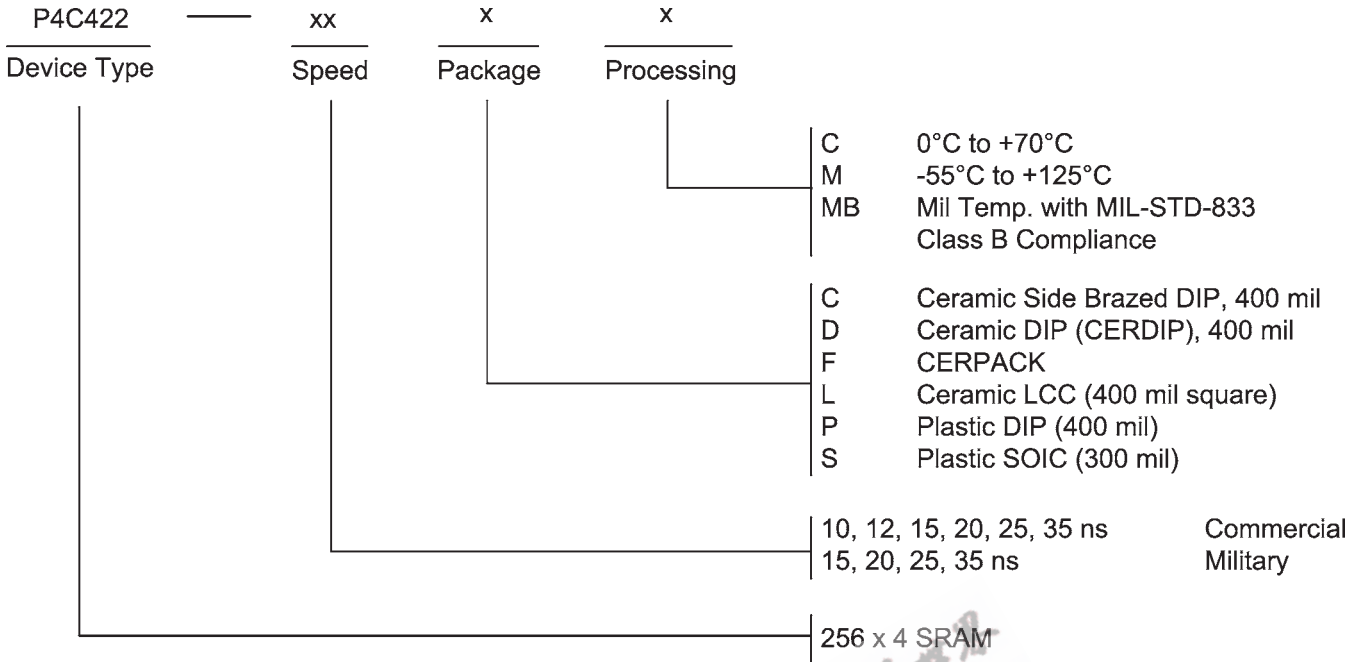 P4C422 — xx x x
Device Type Speed Package Processing
C 0°C to +70°C
M -55°C to +125°C
MB Mil Temp. with MIL-STD-833
Class B Compliance
C Ceramic Side Brazed DIP, 400 mil
D Ceramic DIP (CERDIP), 400 mil
F CERPACK
L Ceramic LCC (400 mil square)
P Plastic DIP (400 mil)
S Plastic SOIC (300 mil)
10, 12, 15, 20, 25, 35 ns Commercial
15, 20, 25, 35 ns Military
256 x 4 SRAM